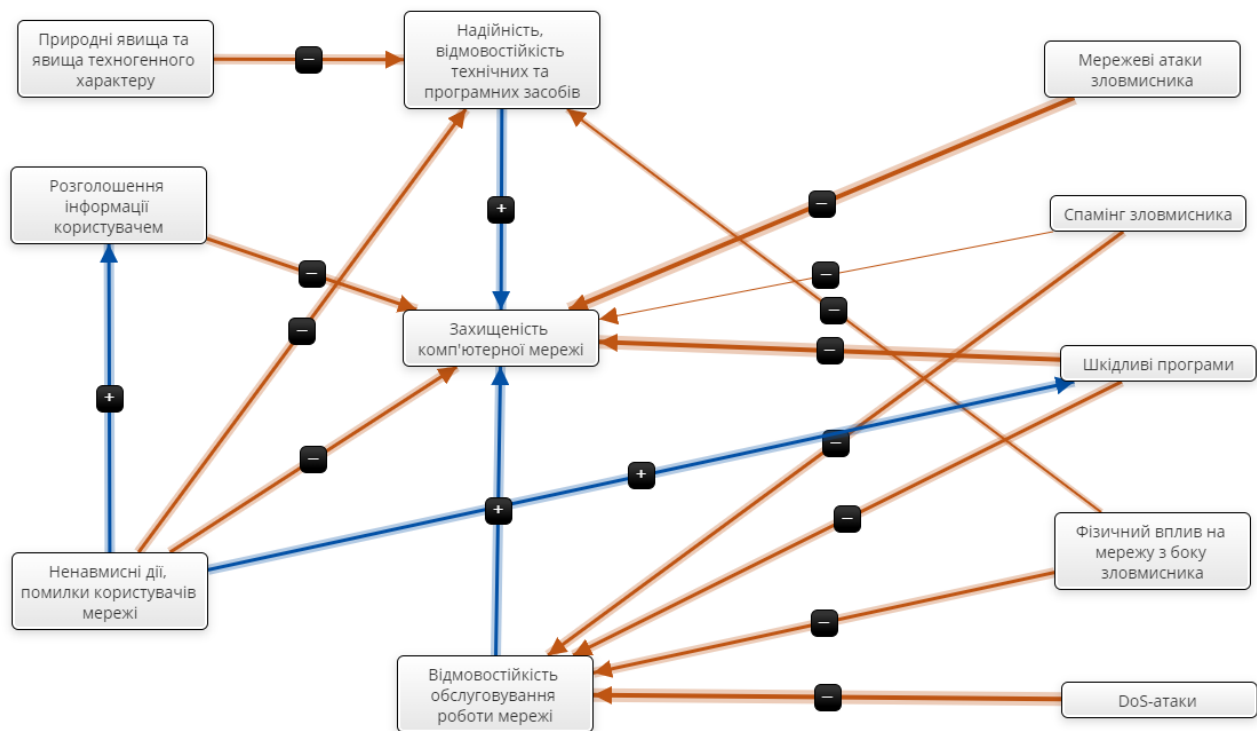 Природні явища та
явища техногенного
характеру
Надійність,
відмовостійкість
технічних та
програмних засобів
Мережеві атаки
зловмисника
Розголошення
інформації
користувачем
Спамінг зловмисника
Захищеність
комп'ютерної мережі
Шкідливі програми
Ненавмисні дії,
помилки користувачів
мережі
Фізичний вплив на
мережу з боку
зловмисника
Відмовостійкість
обслуговування
роботи мережі
DoS-атаки